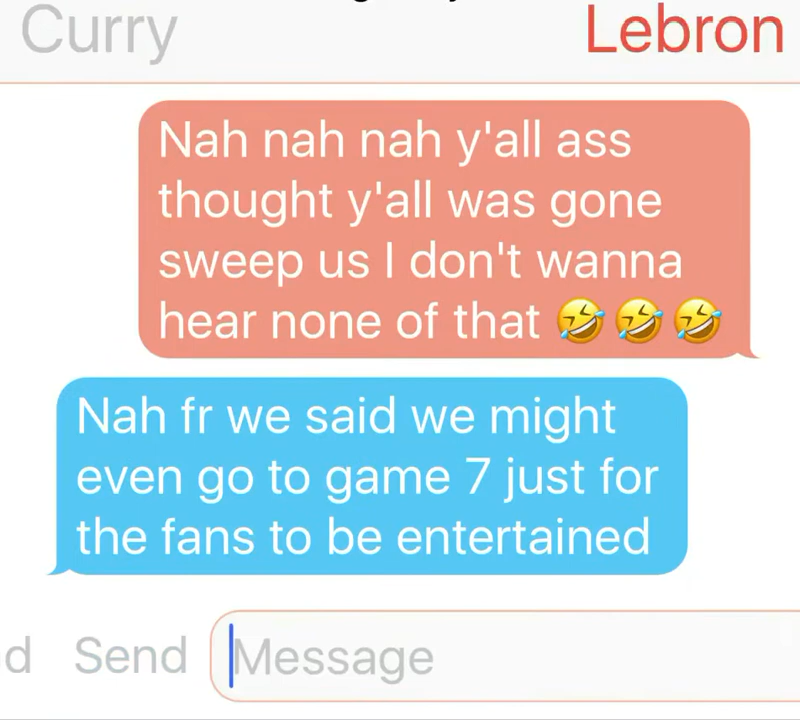 Curry Lebron
Nah nah nah y'all ass
thought y'all was gone
sweep us I don't wanna
hear none of that 🤣🤣🤣
Nah fr we said we might
even go to game 7 just for
the fans to be entertained
d Send Message